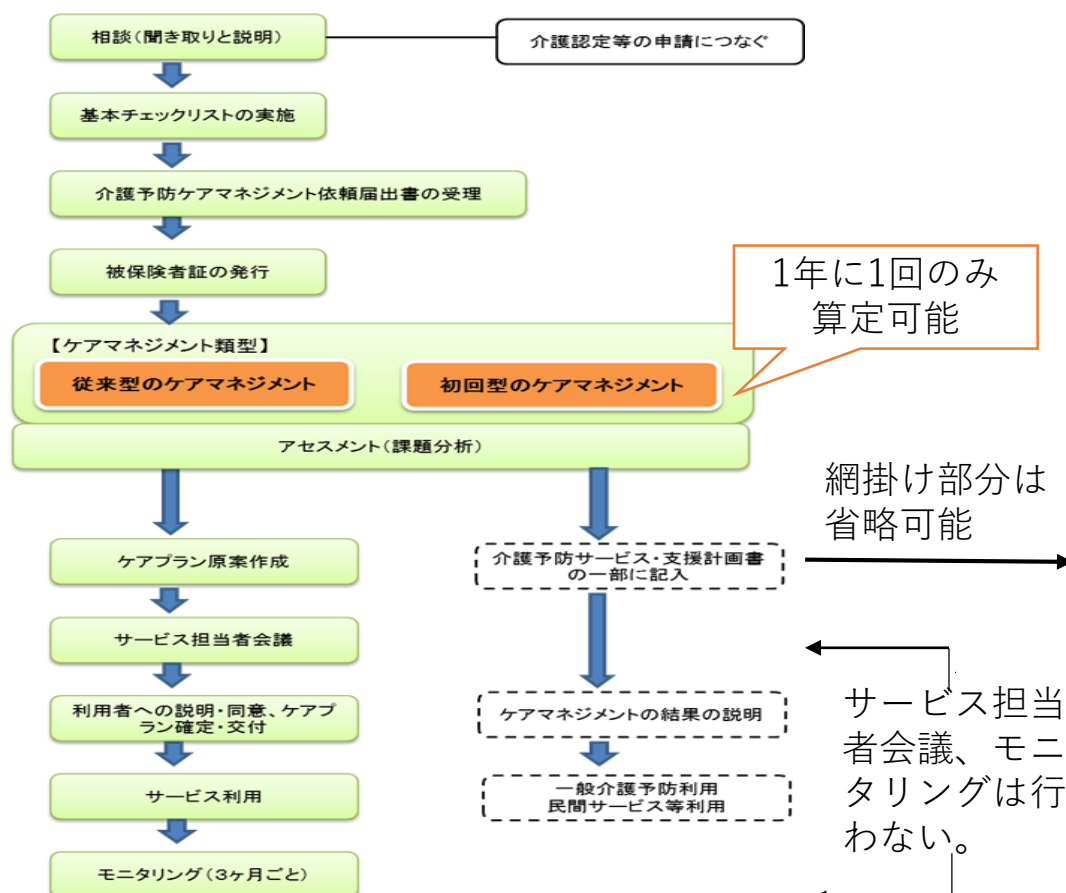 相談(聞き取りと説明)
介護認定等の申請につなぐ
基本チェックリストの実施
介護予防ケアマネジメント依頼届出書の受理
被保険者証の発行
1年に1回のみ
算定可能
【ケアマネジメント類型】
従来型のケアマネジメント
初回型のケアマネジメント
アセスメント(課題分析)
網掛け部分は
省略可能
ケアプラン原案作成
介護予防サービス・支援計画書
の一部に記入
サービス担当者会議
利用者への説明・同意、ケアプ
ラン確定・交付
ケアマネジメントの結果の説明
サービス担当
者会議、モニ
タリングは行
わない。
サービス利用
一般介護予防利用
民間サービス等利用
モニタリング(3ヶ月ごと)